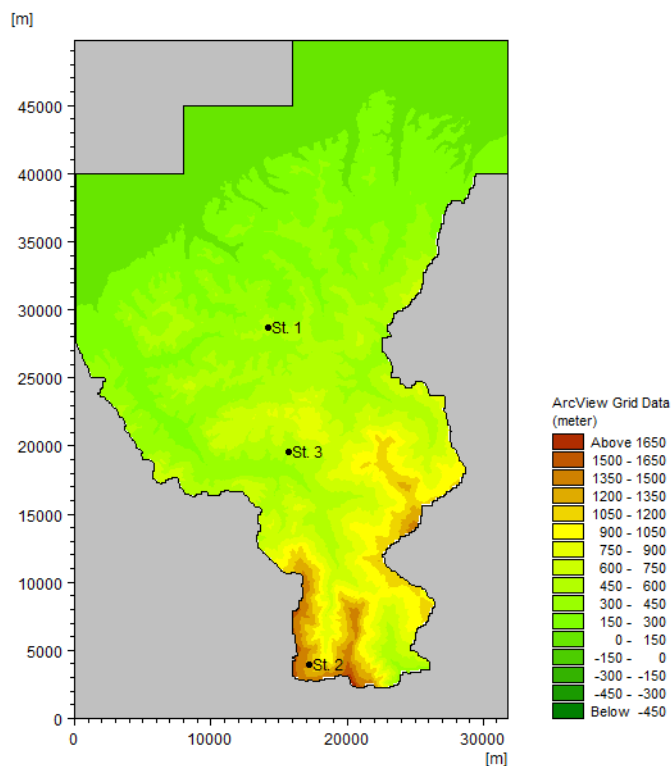 [m]
45000
40000
35000
30000
25000
20000
15000
10000
5000
0
St. 1
St. 3
St. 2
0
10000
20000
30000
[m]
ArcView Grid Data
(meter)
Above 1650
1500 - 1650
1350 - 1500
1200 - 1350
1050 - 1200
900 - 1050
750 - 900
600 - 750
450 - 600
300 - 450
150 - 300
0 - 150
-150 - 0
-300 - -150
-450 - -300
Below -450